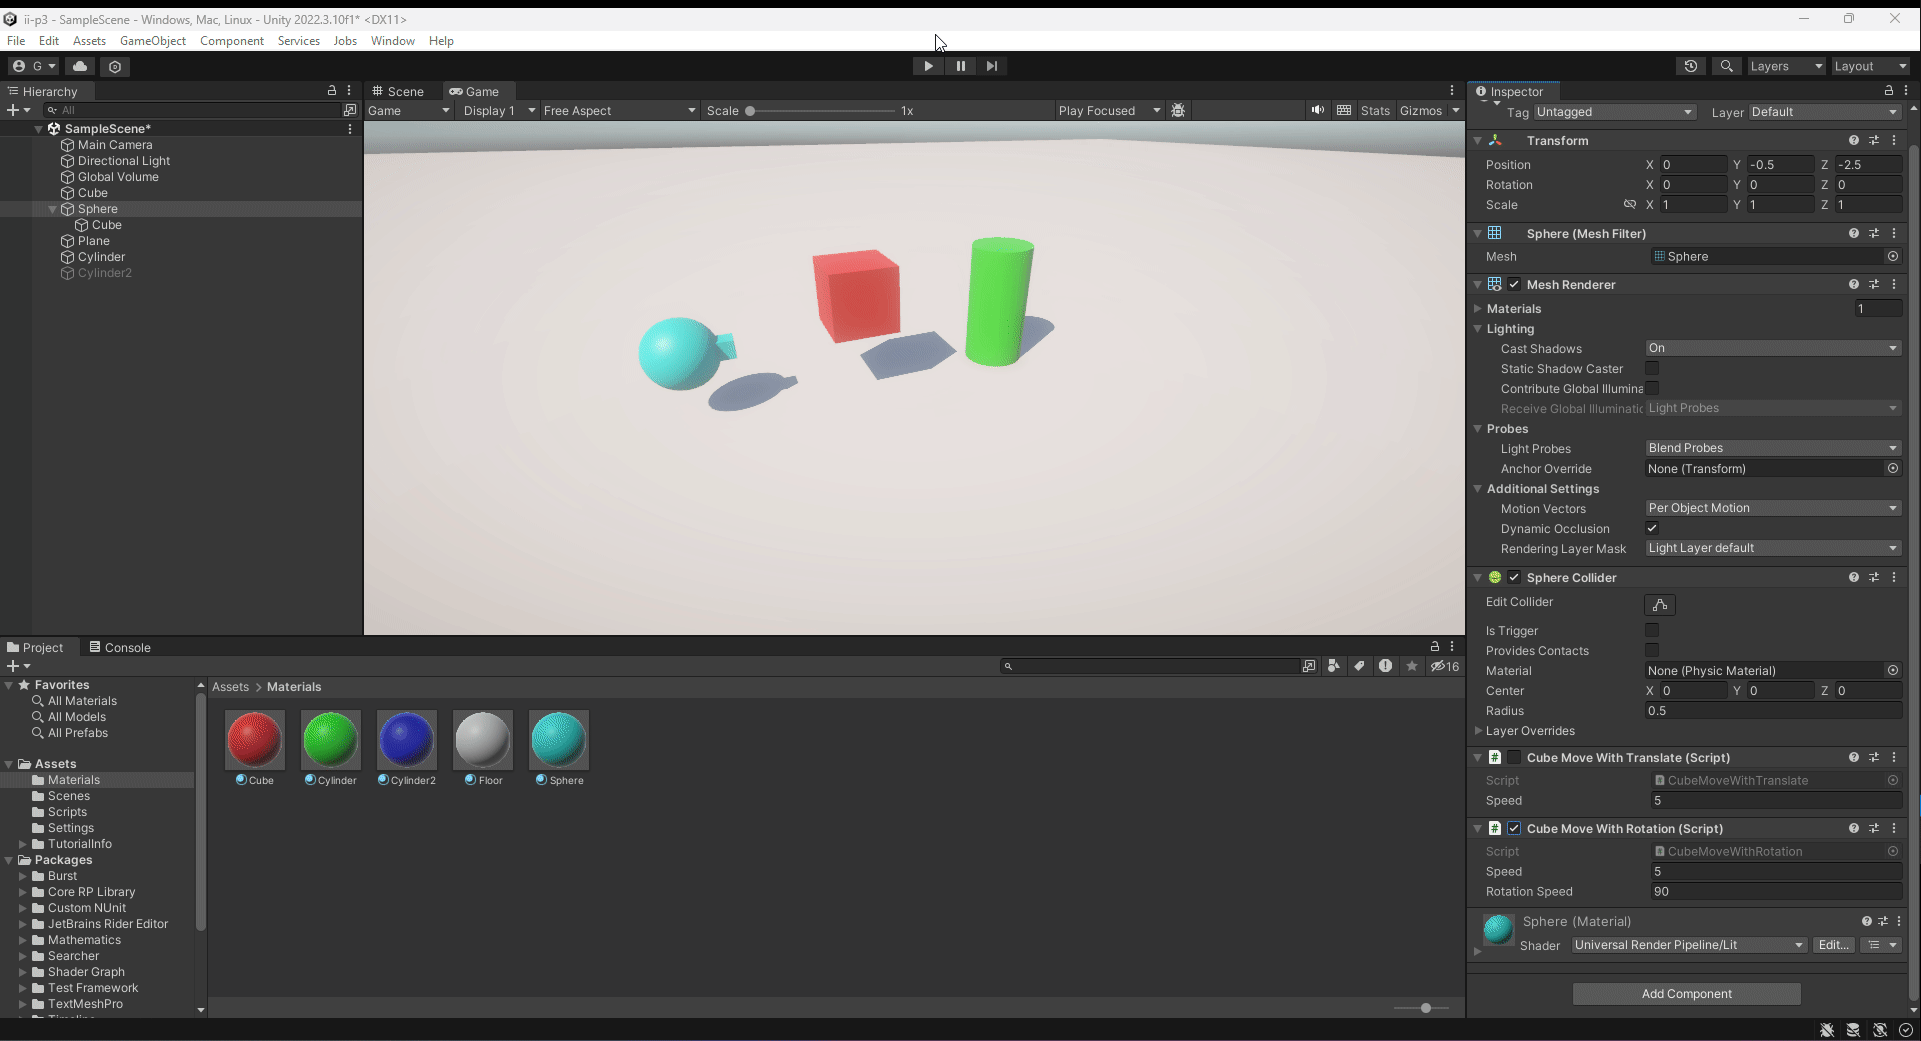 ii-p3 - SampleScene - Windows, Mac, Linux - Unity 2022.3.10f1* <DX11>
File Edit Assets GameObject Component Services Jobs Window Help
G
Layers Layout
Hierarchy
All
SampleScene*
Main Camera
Directional Light
Global Volume
Cube
Sphere
Cube
Plane
Cylinder
Cylinder2
Scene Game
Game Display 1 Free Aspect Scale 1x Play Focused Stats Gizmos
Inspector
Tag Untagged Layer Default
Transform
Position X 0 Y -0.5 Z -2.5
Rotation X 0 Y 0 Z 0
Scale X 1 Y 1 Z 1
Sphere (Mesh Filter)
Mesh Sphere
Mesh Renderer
Materials 1
Lighting
Cast Shadows On
Static Shadow Caster
Contribute Global Illumina
Receive Global Illuminatic Light Probes
Probes
Light Probes Blend Probes
Anchor Override None (Transform)
Additional Settings
Motion Vectors Per Object Motion
Dynamic Occlusion
Rendering Layer Mask Light Layer default
Sphere Collider
Edit Collider
Is Trigger
Provides Contacts
Material None (Physic Material)
Center X 0 Y 0 Z 0
Radius 0.5
Layer Overrides
# Cube Move With Translate (Script)
Script CubeMoveWithTranslate
Speed 5
# Cube Move With Rotation (Script)
Script CubeMoveWithRotation
Speed 5
Rotation Speed 90
Sphere (Material)
Shader Universal Render Pipeline/Lit Edit...
Add Component
Project Console
16
Favorites
All Materials
All Models
All Prefabs
Assets
Materials
Scenes
Scripts
Settings
TutorialInfo
Packages
Burst
Core RP Library
Custom NUnit
JetBrains Rider Editor
Mathematics
Searcher
Shader Graph
Test Framework
TextMeshPro
Timeline
Assets > Materials
Cube Cylinder Cylinder2 Floor Sphere